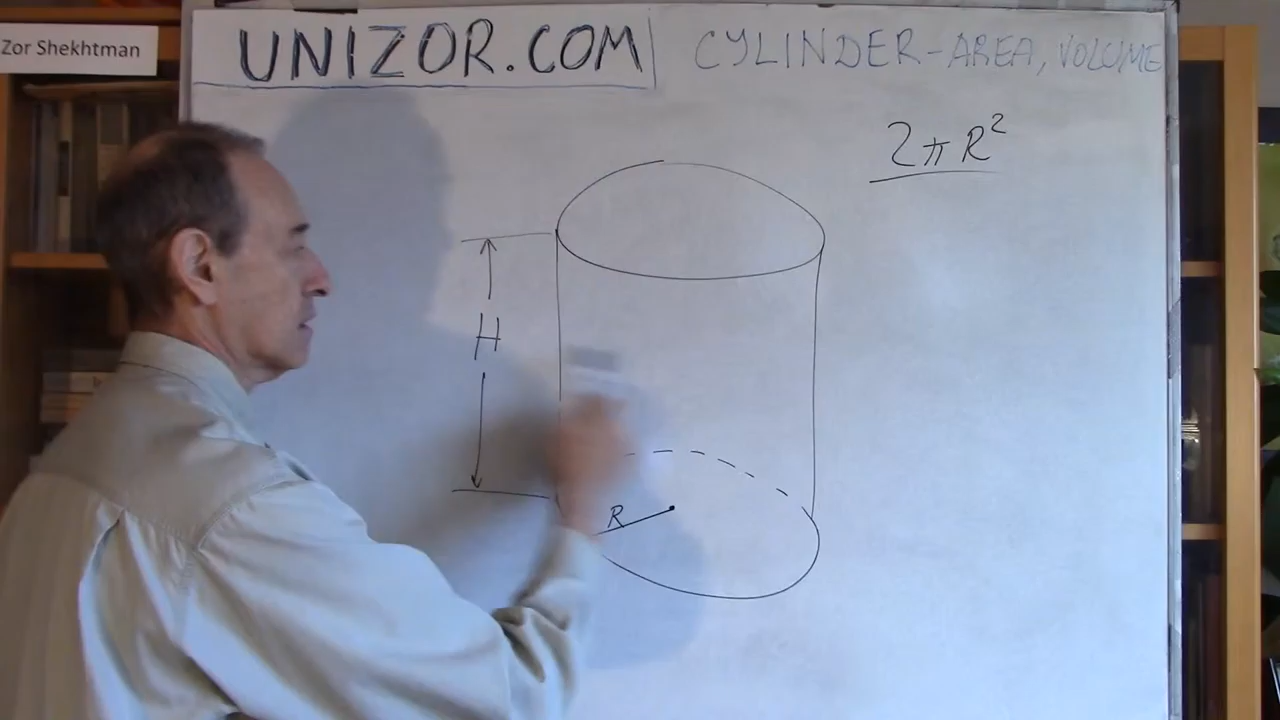 Zor Shekhtman
UNIZOR.COM
CYLINDER-AREA, VOLUME
2πR²
H
R